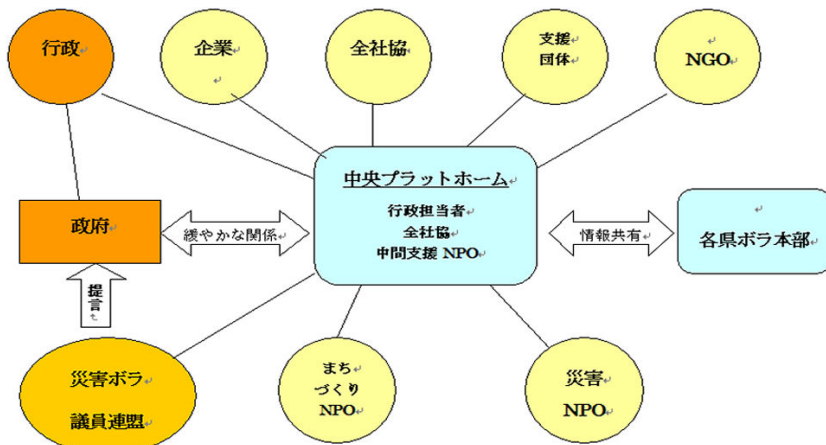 行政
企業
全社協
支援
団体
NGO
中央プラットホーム
行政担当者
全社協
中間支援 NPO
政府
緩やかな関係
情報共有
各県ボラ本部
提言
災害ボラ
議員連盟
まち
づくり
NPO
災害
NPO